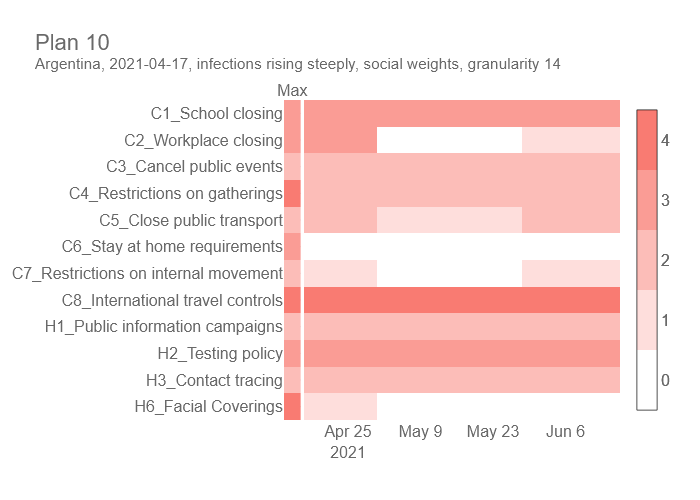 Plan 10
Argentina, 2021-04-17, infections rising steeply, social weights, granularity 14
Max
C1_School closing
C2_Workplace closing
C3_Cancel public events
C4_Restrictions on gatherings
C5_Close public transport
C6_Stay at home requirements
C7_Restrictions on internal movement
C8_International travel controls
H1_Public information campaigns
H2_Testing policy
H3_Contact tracing
H6_Facial Coverings
4
3
2
1
0
Apr 25 May 9 May 23 Jun 6
2021